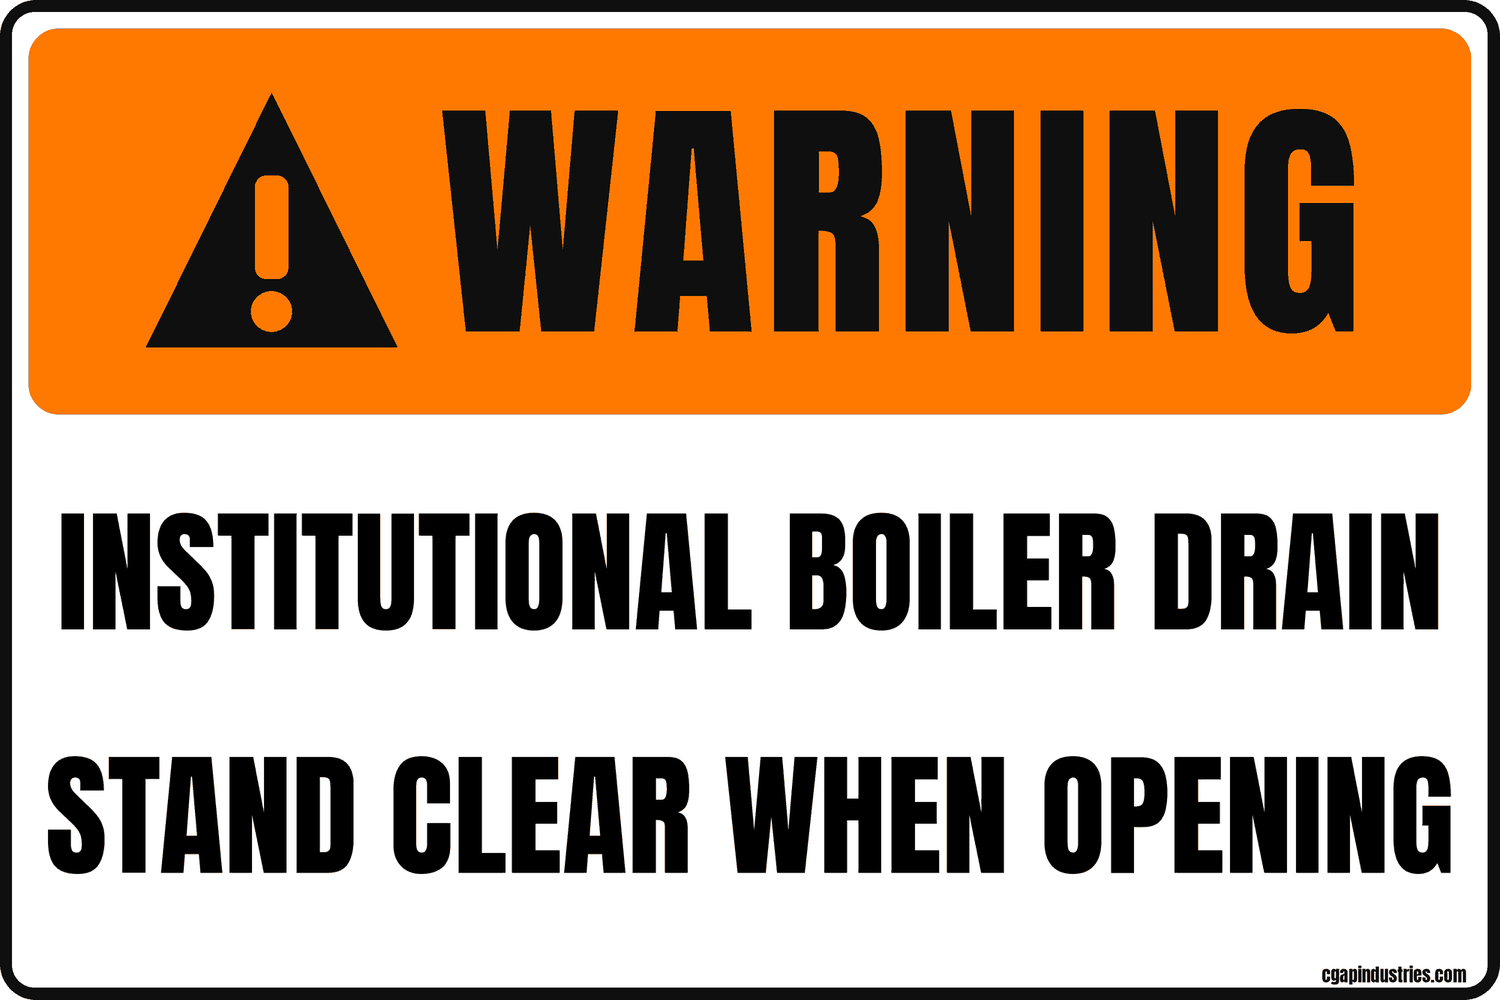 WARNING
INSTITUTIONAL BOILER DRAIN
STAND CLEAR WHEN OPENING
cgapindustries.com